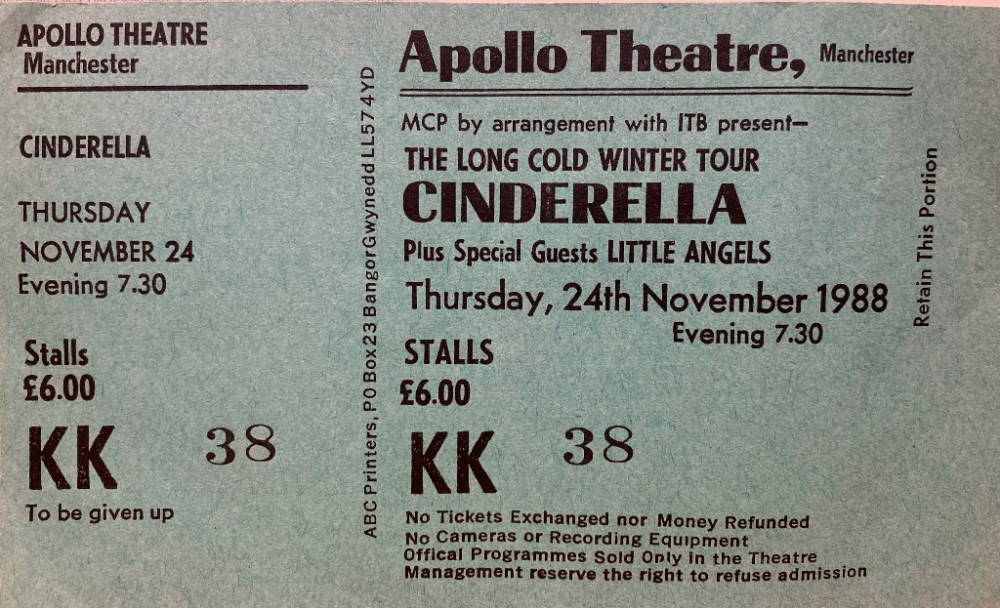 APOLLO THEATRE
Manchester
CINDERELLA
THURSDAY
NOVEMBER 24
Evening 7.30
Stalls
£6.00
KK 38
To be given up
ABC Printers, PO Box 23 Bangor Gwynedd LL57 4YD
Apollo Theatre, Manchester
MCP by arrangement with ITB present—
THE LONG COLD WINTER TOUR
CINDERELLA
Plus Special Guests LITTLE ANGELS
Thursday, 24th November 1988
Evening 7.30
STALLS
£6.00
KK 38
No Tickets Exchanged nor Money Refunded
No Cameras or Recording Equipment
Offical Programmes Sold Only in the Theatre
Management reserve the right to refuse admission
Retain This Portion